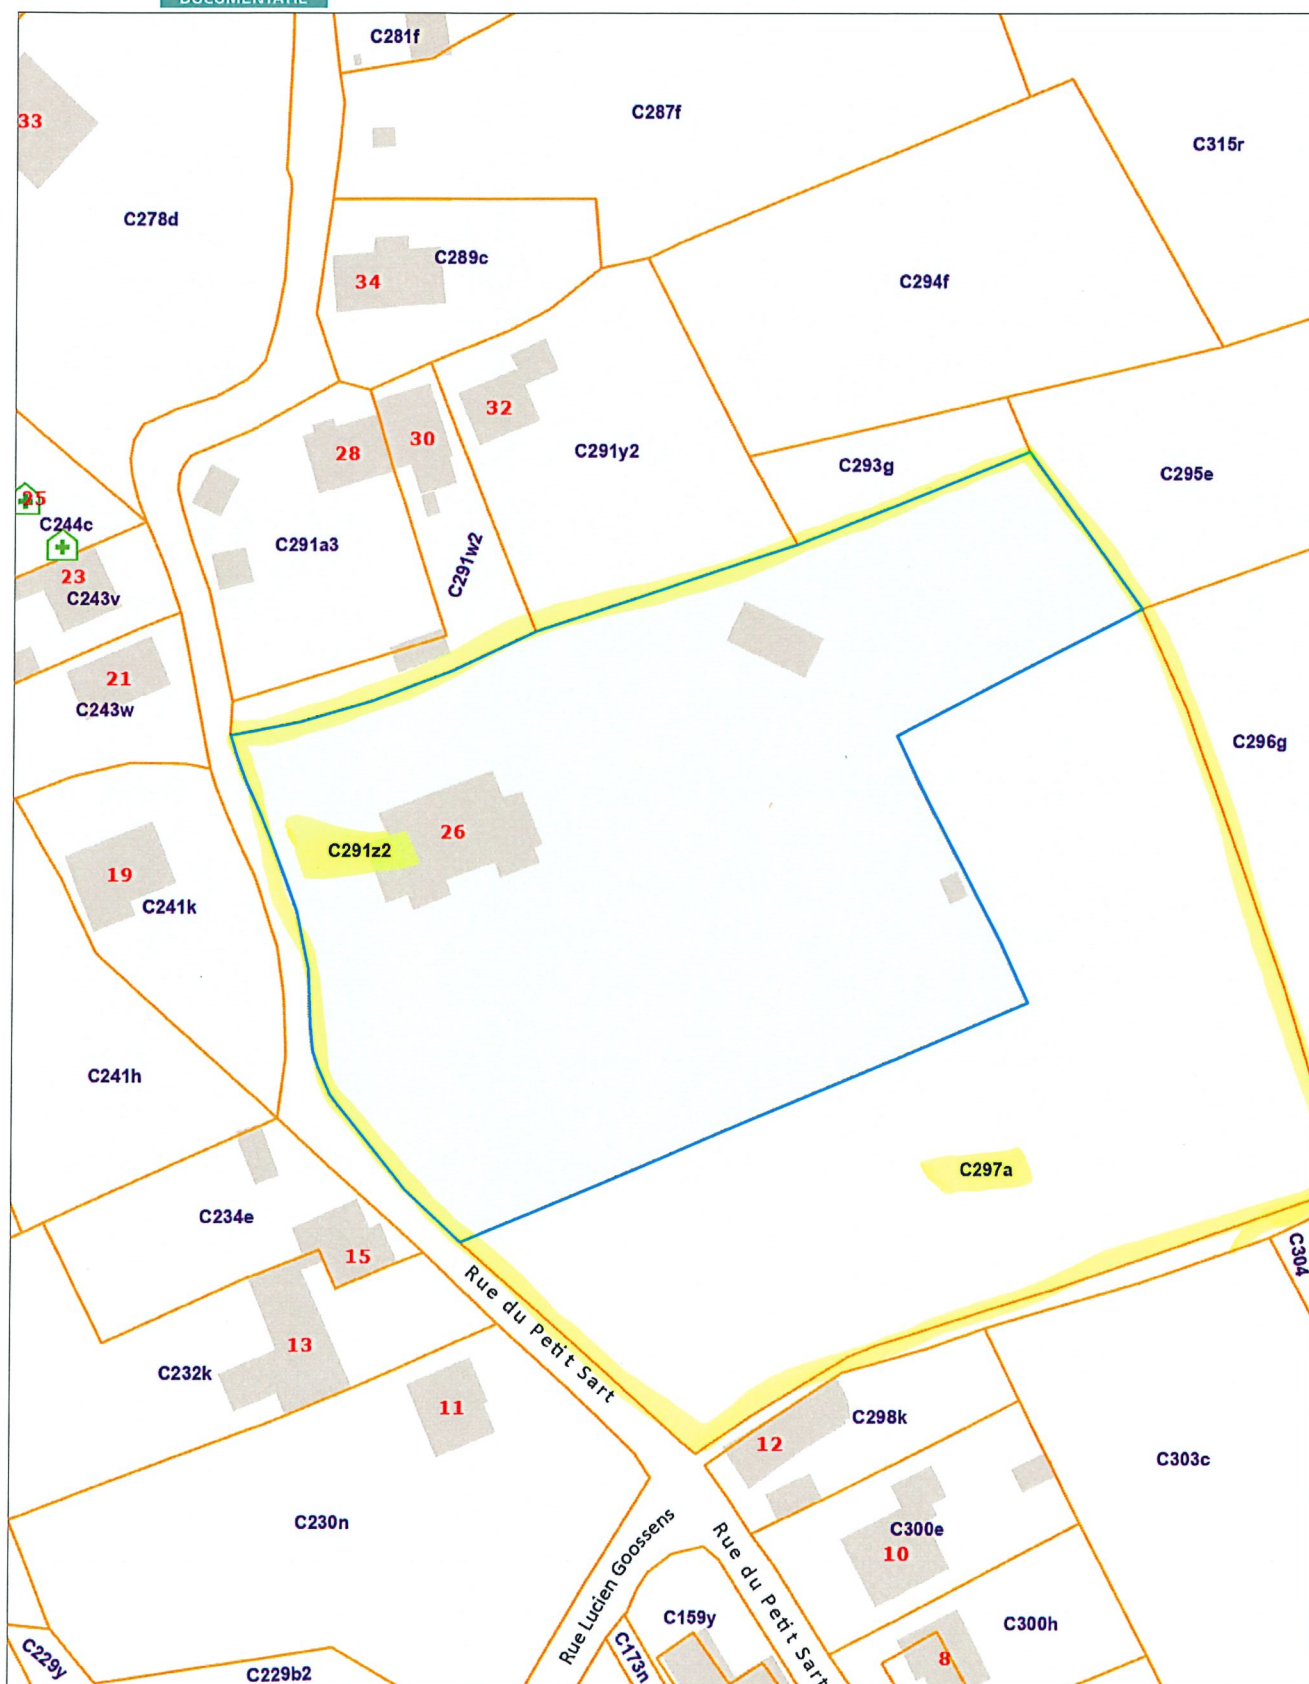 DOCUMENTATIE
C281f
C287f
33
C315r
C278d
C289c
34
C294f
32
30
28
C291y2
C293g
C295e
25
C244c
C291a3
C291w2
23
C243v
21
C243w
C296g
26
C291z2
19
C241k
C241h
C297a
C234e
15
C304
Rue du Petit Sart
13
C232k
11
C298k
12
C303c
C230n
C300e
10
Rue Lucien Goossens
Rue du Petit Sart
C159y
C300h
C229y
C173n
8
C229b2